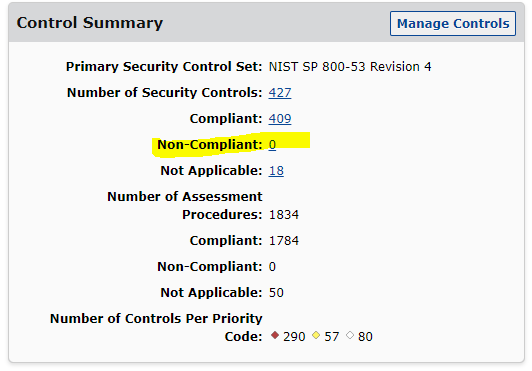 Control Summary
Manage Controls
Primary Security Control Set: NIST SP 800-53 Revision 4
Number of Security Controls: 427
Compliant: 409
Non-Compliant: 0
Not Applicable: 18
Number of Assessment
Procedures: 1834
Compliant: 1784
Non-Compliant: 0
Not Applicable: 50
Number of Controls Per Priority
Code: 290 57 80